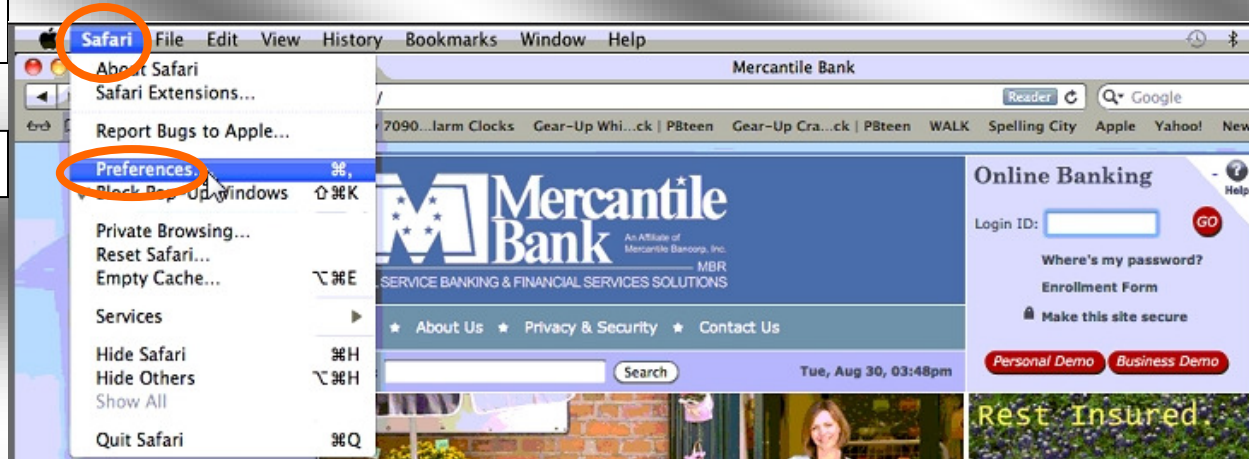 Safari File Edit View History Bookmarks Window Help
About Safari
Mercantile Bank
Safari Extensions...
/
Reader
Google
Report Bugs to Apple...
7090...larm Clocks Gear-Up Whi...ck | PBteen Gear-Up Cra...ck | PBteen WALK Spelling City Apple Yahoo! New
Preferences. ⌘,
Block Pop-Up Windows ⇧⌘K
Private Browsing...
Reset Safari...
Empty Cache... ⌥⌘E
Services ▶
Hide Safari ⌘H
Hide Others ⌥⌘H
Show All
Quit Safari ⌘Q
Mercantile
Bank
An Affiliate of
Mercantile Bancorp, Inc.
MBR
SERVICE BANKING & FINANCIAL SERVICES SOLUTIONS
★ About Us ★ Privacy & Security ★ Contact Us
Search
Tue, Aug 30, 03:48pm
Online Banking
Help
Login ID:
GO
Where's my password?
Enrollment Form
Make this site secure
Personal Demo Business Demo
Rest Insured.